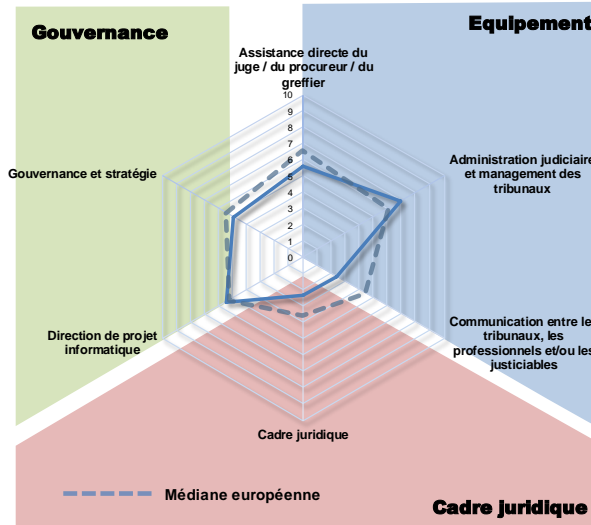 Gouvernance
Equipement
Assistance directe du
juge / du procureur / du
greffier
10
9
8
7
6
5
4
3
2
1
0
Gouvernance et stratégie
Administration judiciaire
et management des
tribunaux
Direction de projet
informatique
Communication entre le
tribunaux, les
professionnels et/ou les
justiciables
Cadre juridique
Médiane européenne
Cadre juridique